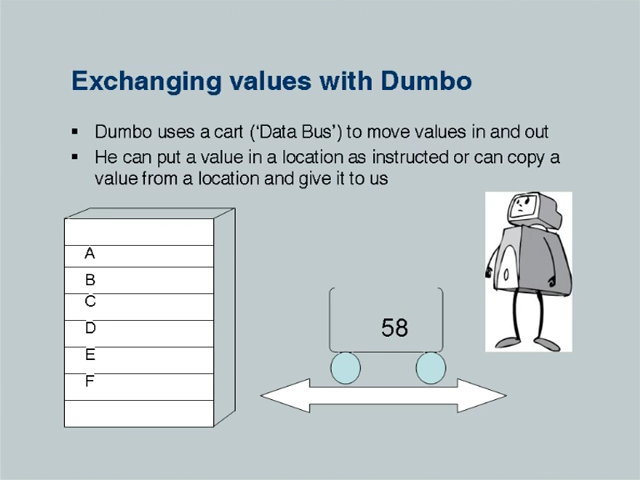 Exchanging values with Dumbo
▪ Dumbo uses a cart (‘Data Bus’) to move values in and out
▪ He can put a value in a location as instructed or can copy a
value from a location and give it to us
A
B
C
D
E
F
58